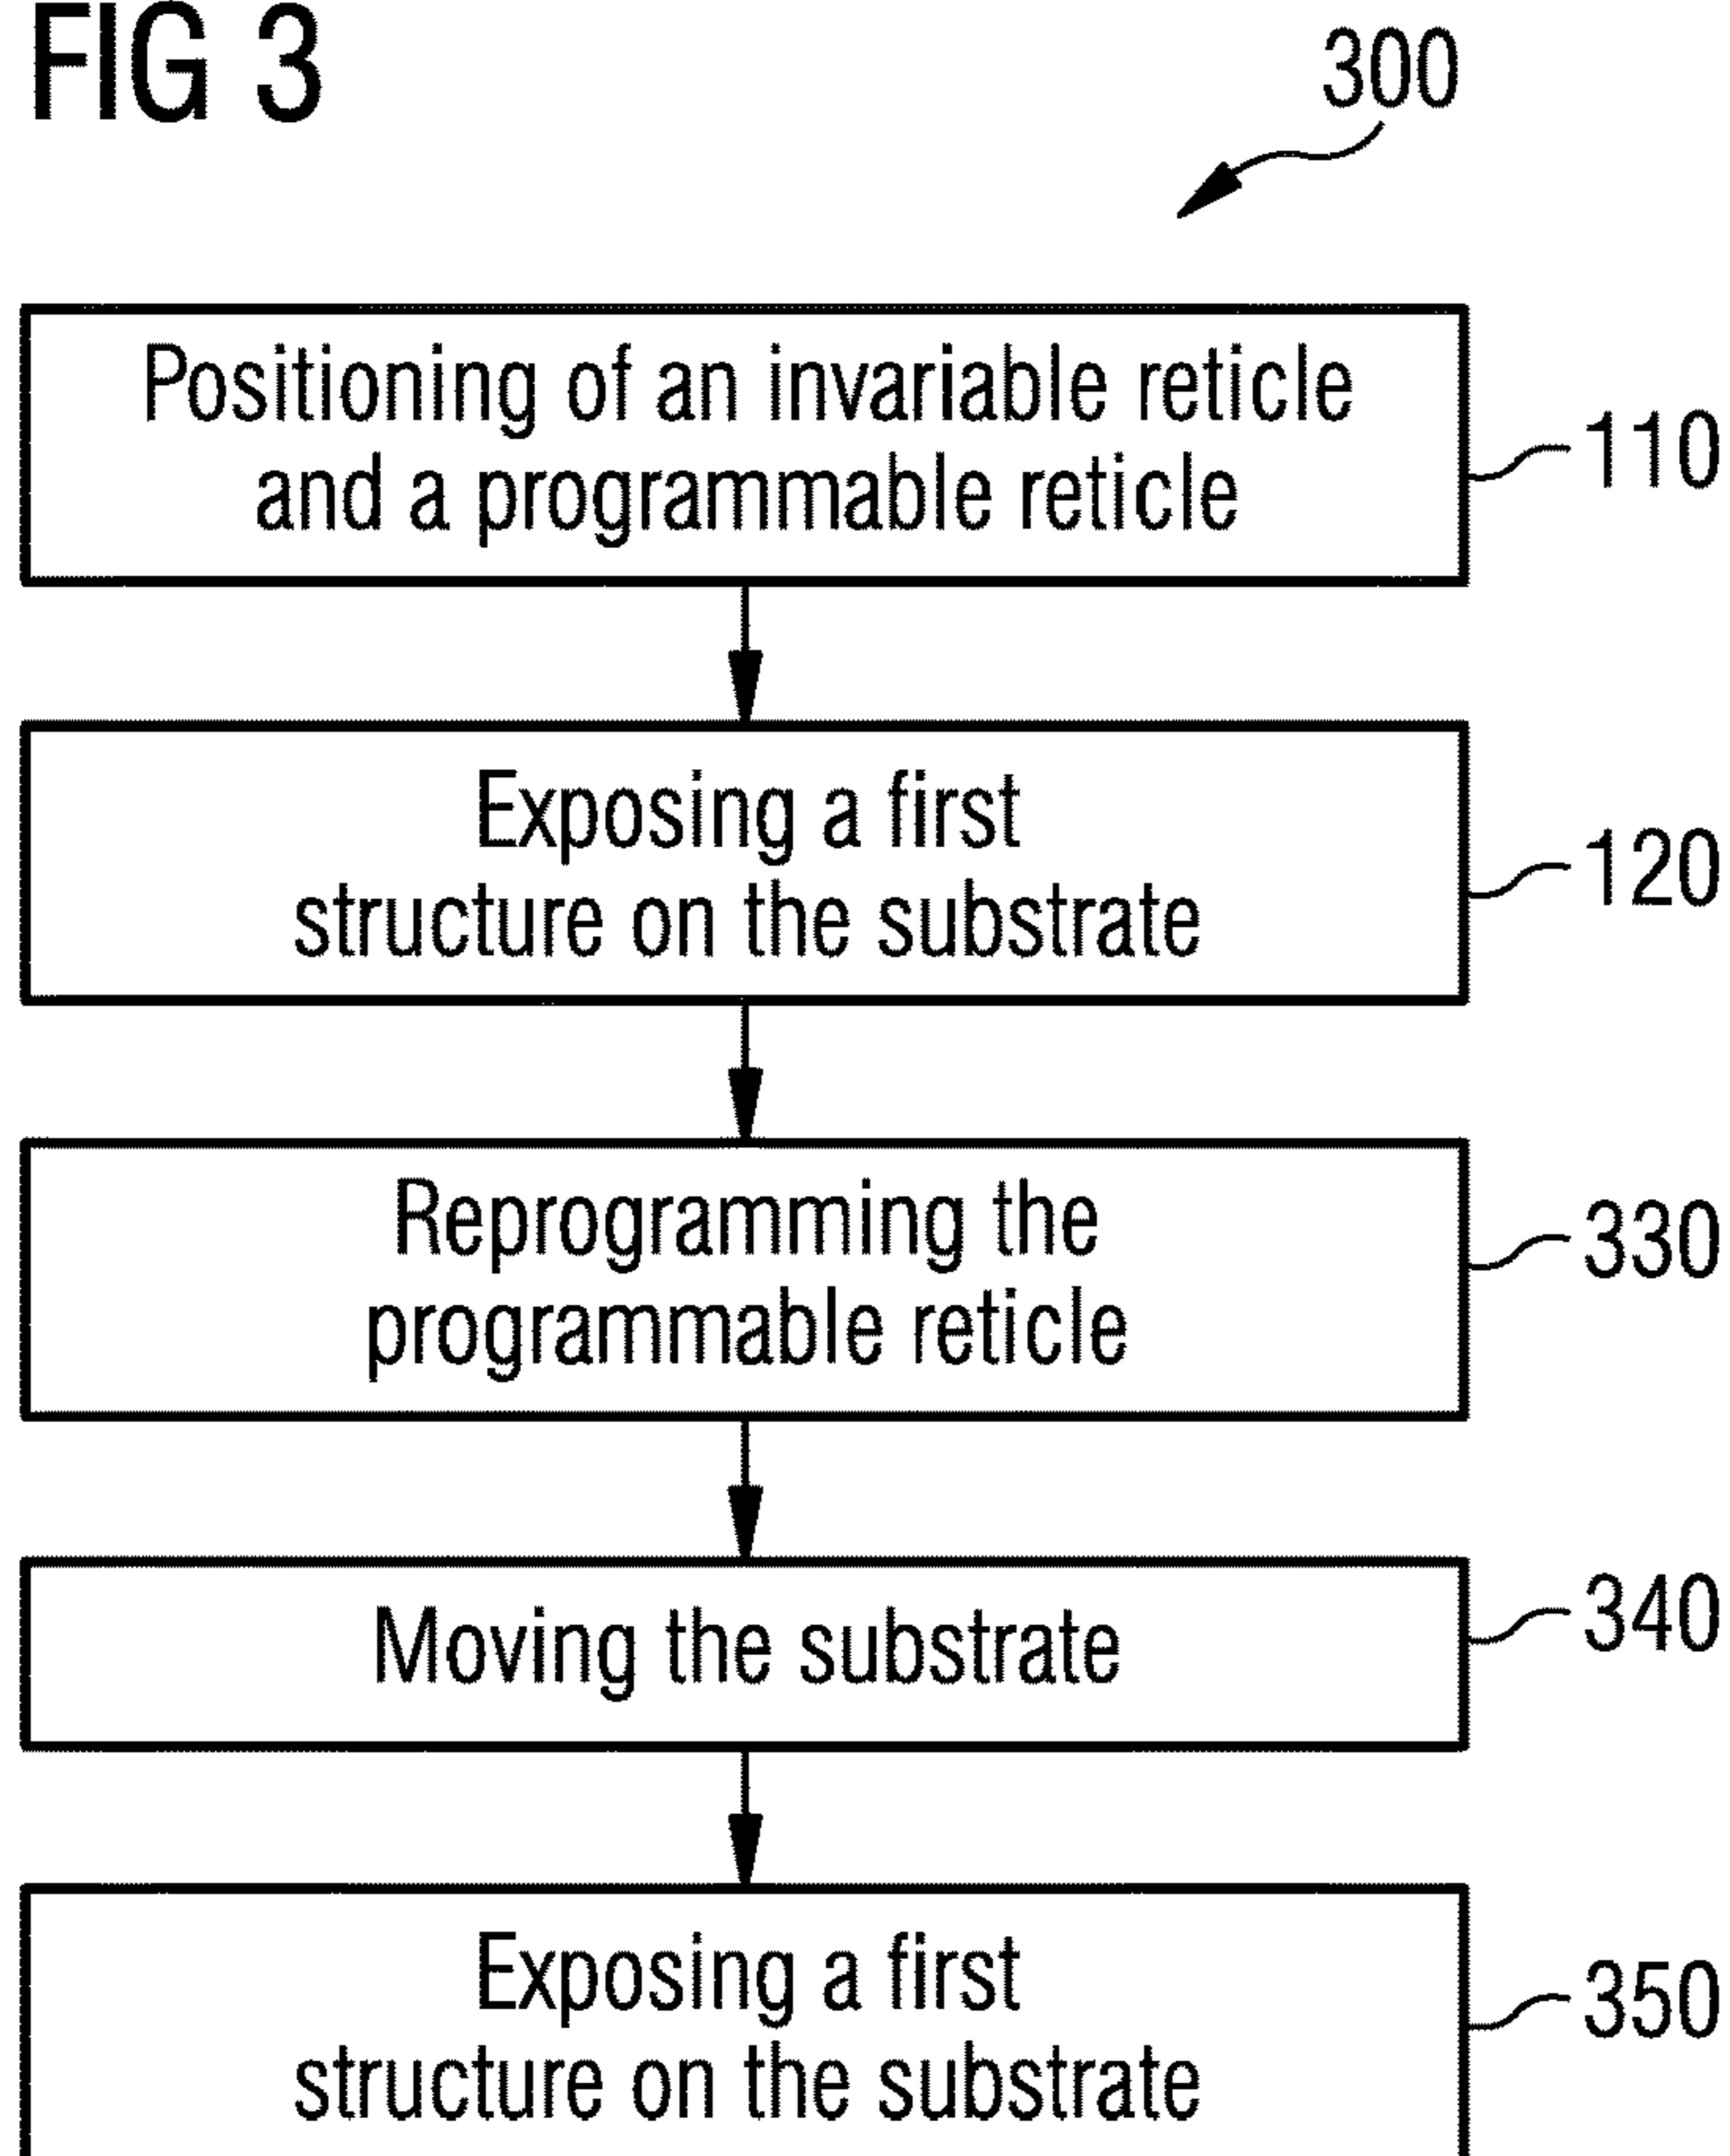 FIG 3
300
Positioning of an invariable reticle
and a programmable reticle
110
Exposing a first
structure on the substrate
120
Reprogramming the
programmable reticle
330
Moving the substrate
340
Exposing a first
structure on the substrate
350